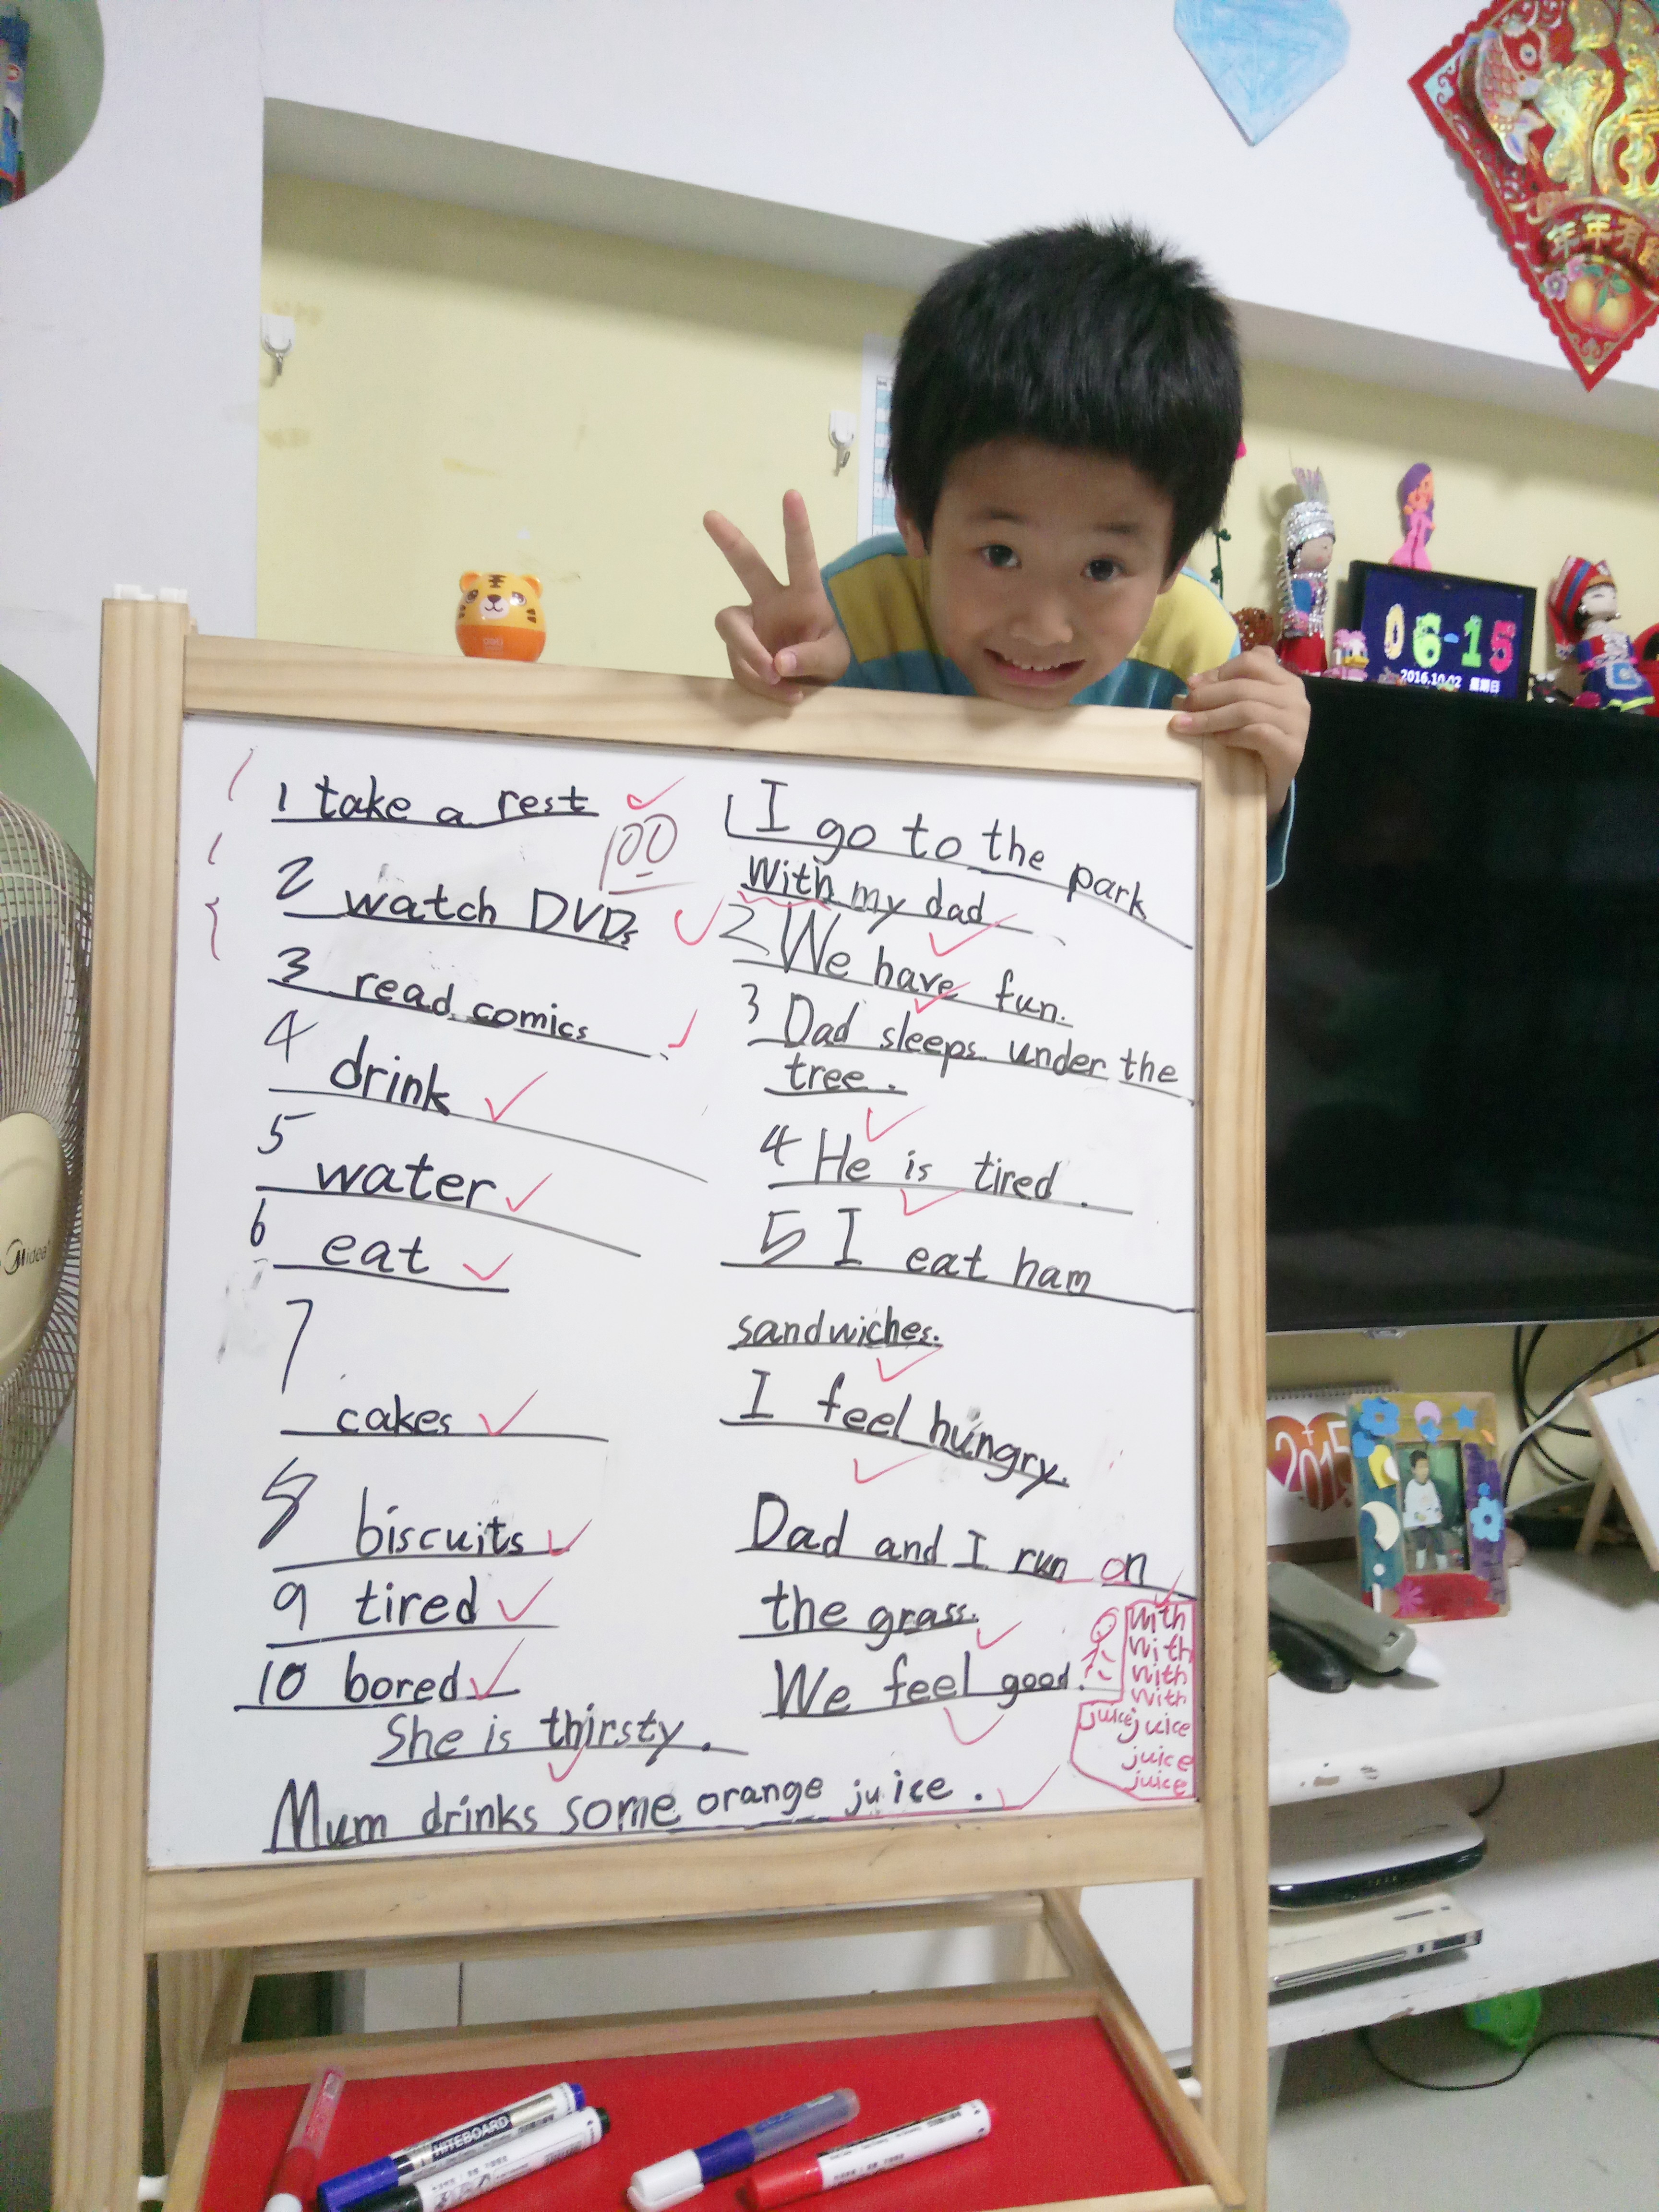 年年有
06-15
2016.10.02 星期日
1 take a rest
100
2 watch DVDs
3 read comics
4 drink
5 water
6 eat
7 cakes
8 biscuits
9 tired
10 bored
She is thirsty.
Mum drinks some orange juice.
1 I go to the park
With my dad
2 We have fun.
3 Dad sleeps under the
tree.
4 He is tired.
5 I eat ham
sandwiches.
I feel hungry.
Dad and I run on
the grass.
We feel good.
with
with
with
with
juice juice
juice
juice
Midea
2015
WHITEBOARD